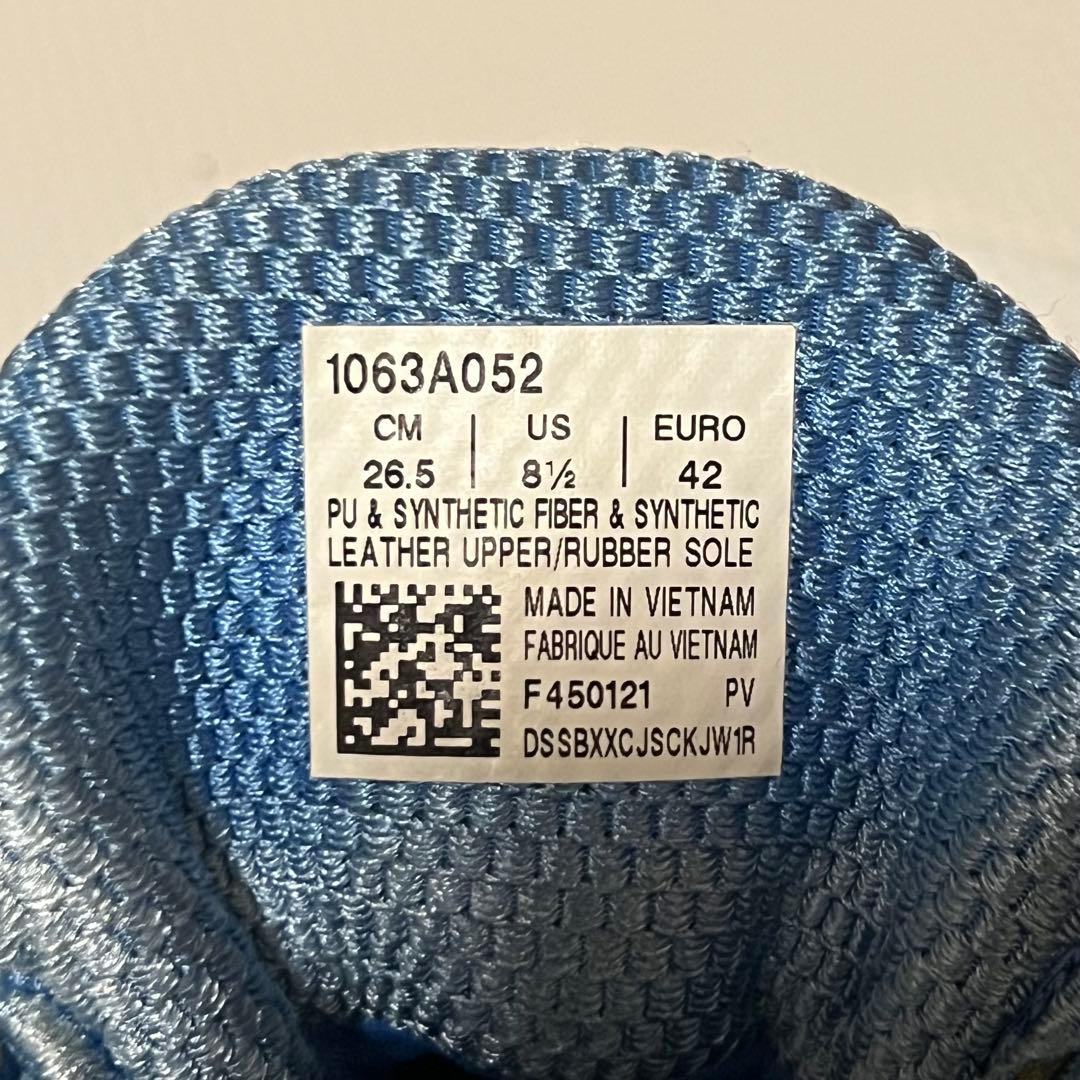 1063A052
CM | US | EURO
26.5 | 8½ | 42
PU & SYNTHETIC FIBER & SYNTHETIC
LEATHER UPPER/RUBBER SOLE
MADE IN VIETNAM
FABRIQUE AU VIETNAM
F450121 PV
DSSBXXCJSCKJW1R